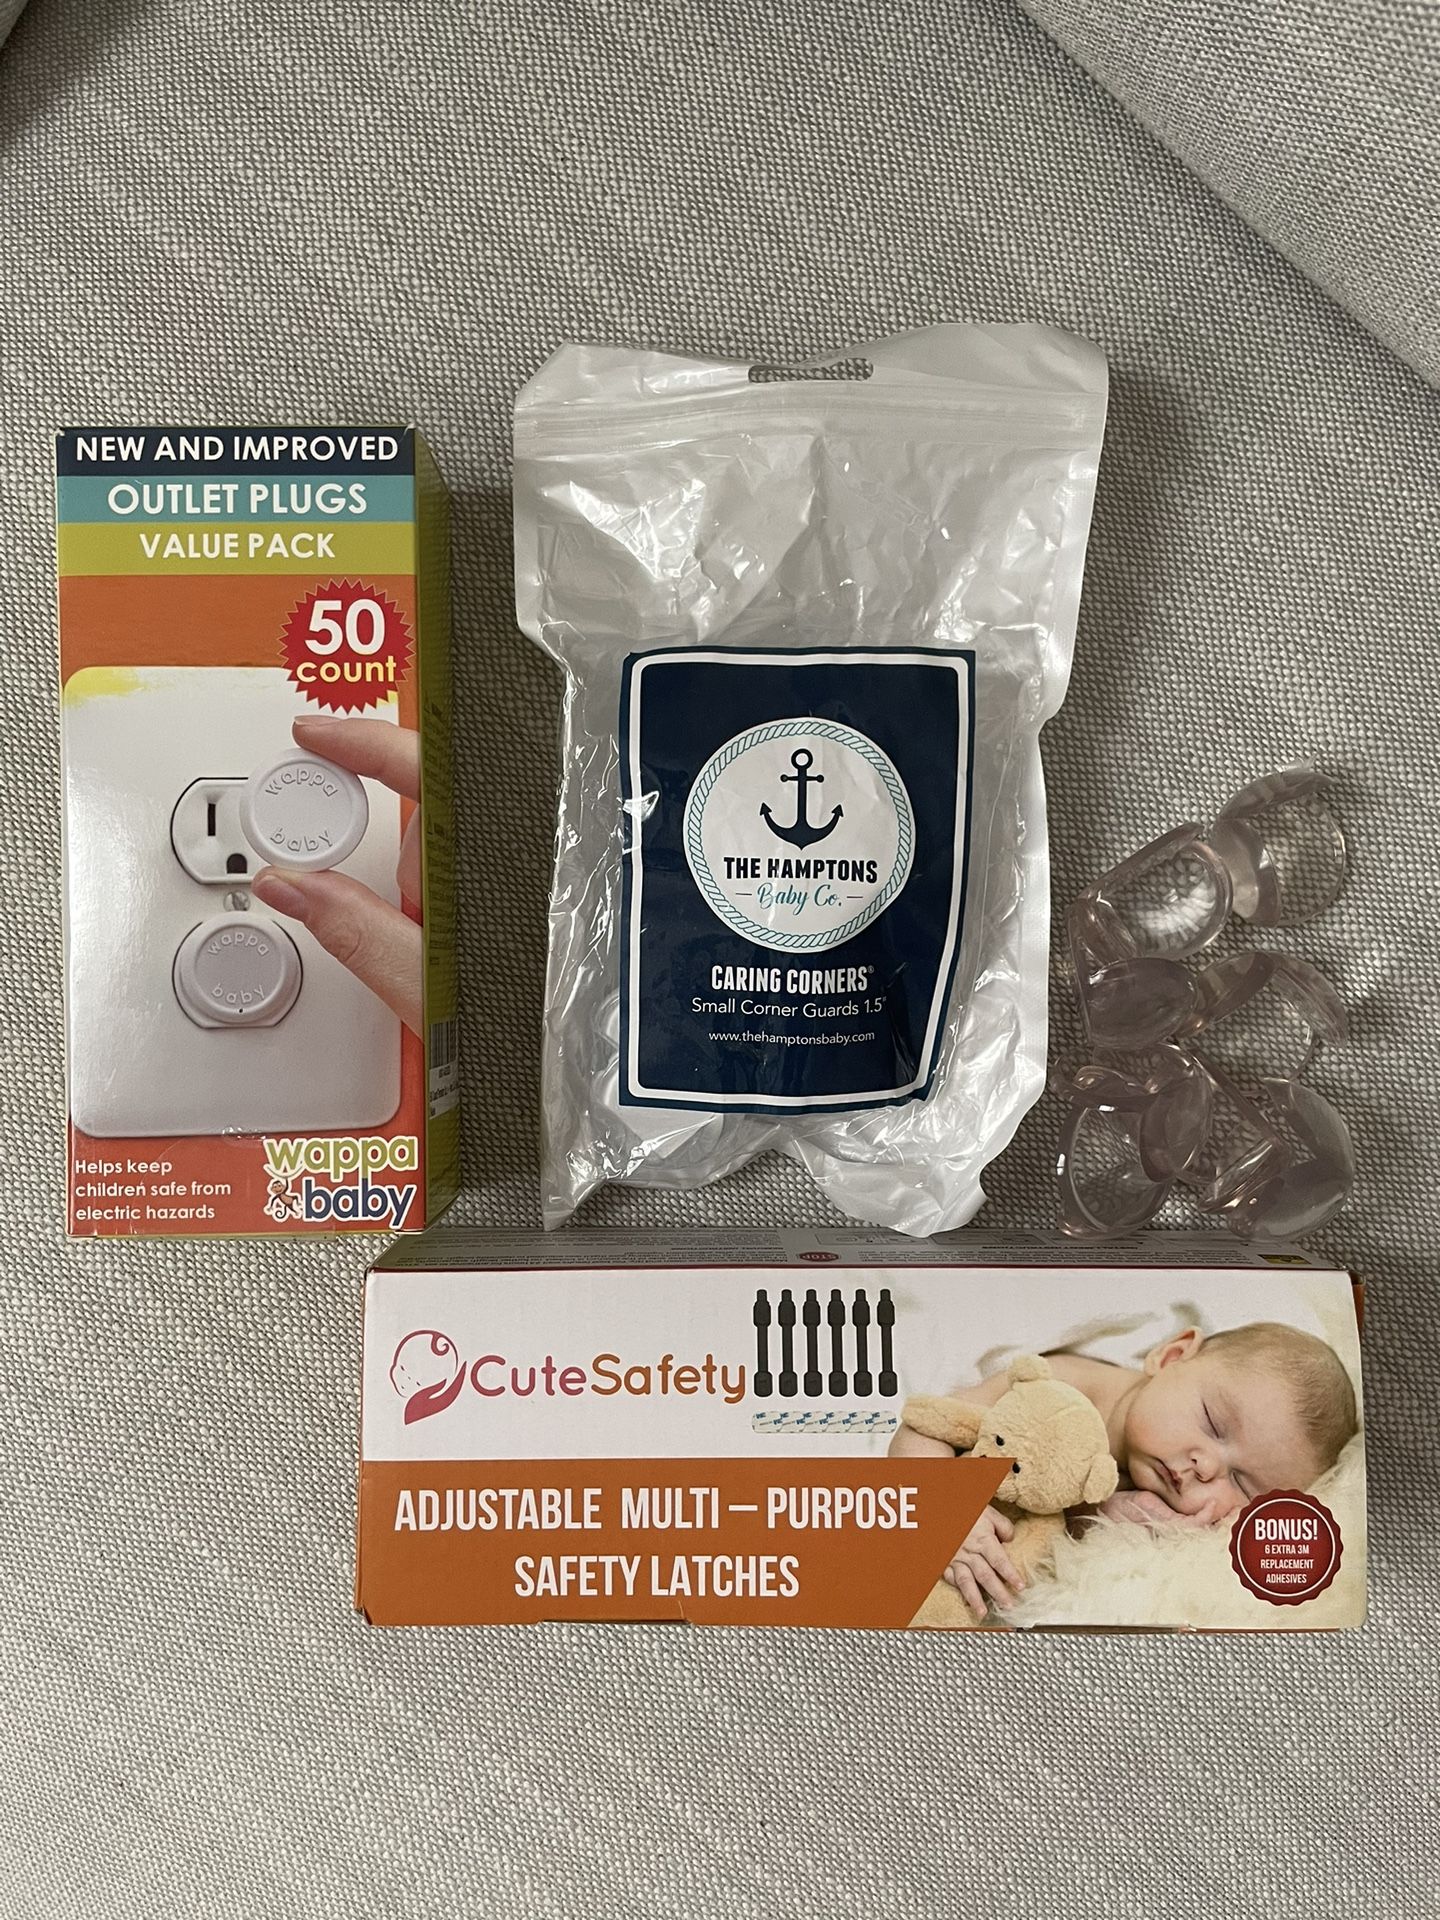 NEW AND IMPROVED
OUTLET PLUGS
VALUE PACK
50
count
wappa
baby
wappa
baby
Helps keep
children safe from
electric hazards
wappa
baby
THE HAMPTONS
Baby Co.
CARING CORNERS®
Small Corner Guards 1.5"
www.thehamptonsbaby.com
STOP
CuteSafety
ADJUSTABLE MULTI – PURPOSE
SAFETY LATCHES
BONUS!
6 EXTRA 3M
REPLACEMENT
ADHESIVES